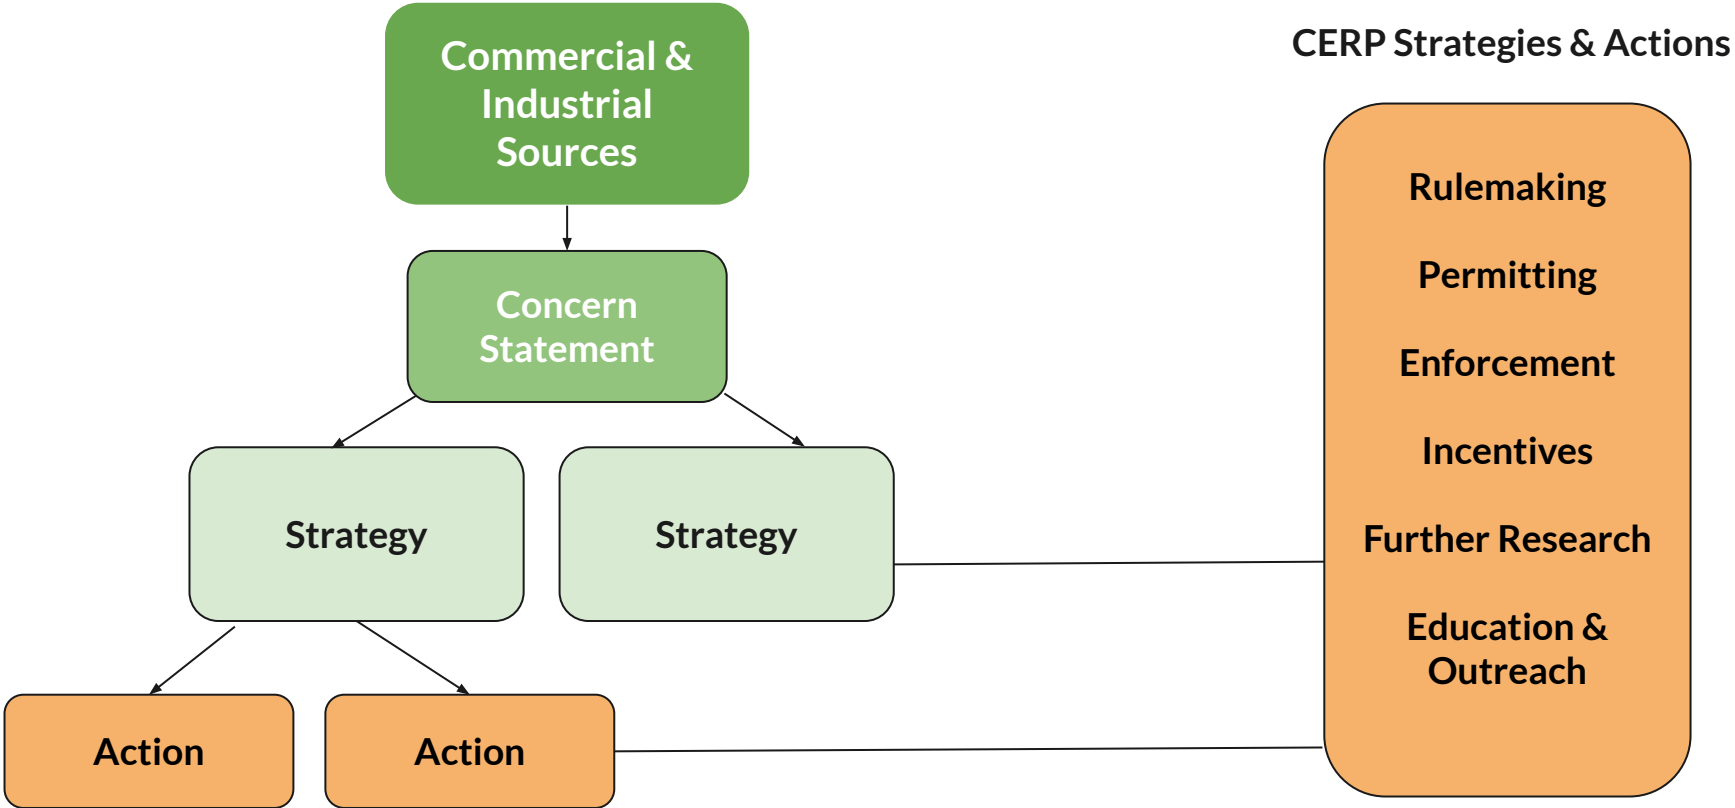 Commercial &
Industrial
Sources
Concern
Statement
Strategy
Strategy
Action
Action
CERP Strategies & Actions
Rulemaking
Permitting
Enforcement
Incentives
Further Research
Education &
Outreach